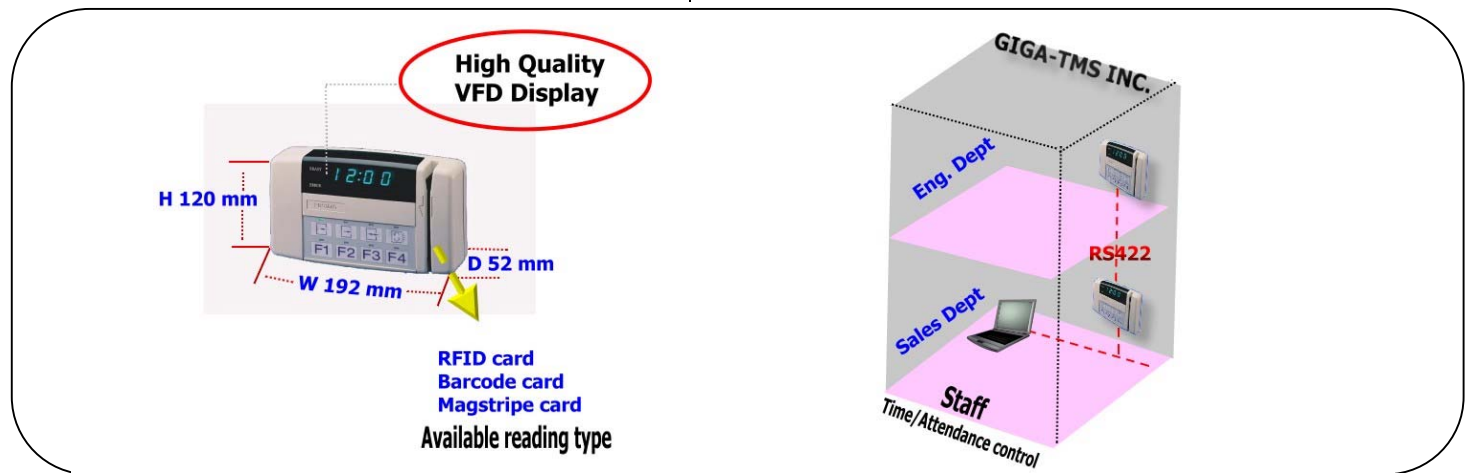 High Quality
VFD Display
12:00
H 120 mm
F1 F2 F3 F4
D 52 mm
W 192 mm
RFID card
Barcode card
Magstripe card
Available reading type
GIGA-TMS INC.
Eng. Dept
RS422
Sales Dept
Staff
Time/Attendance control